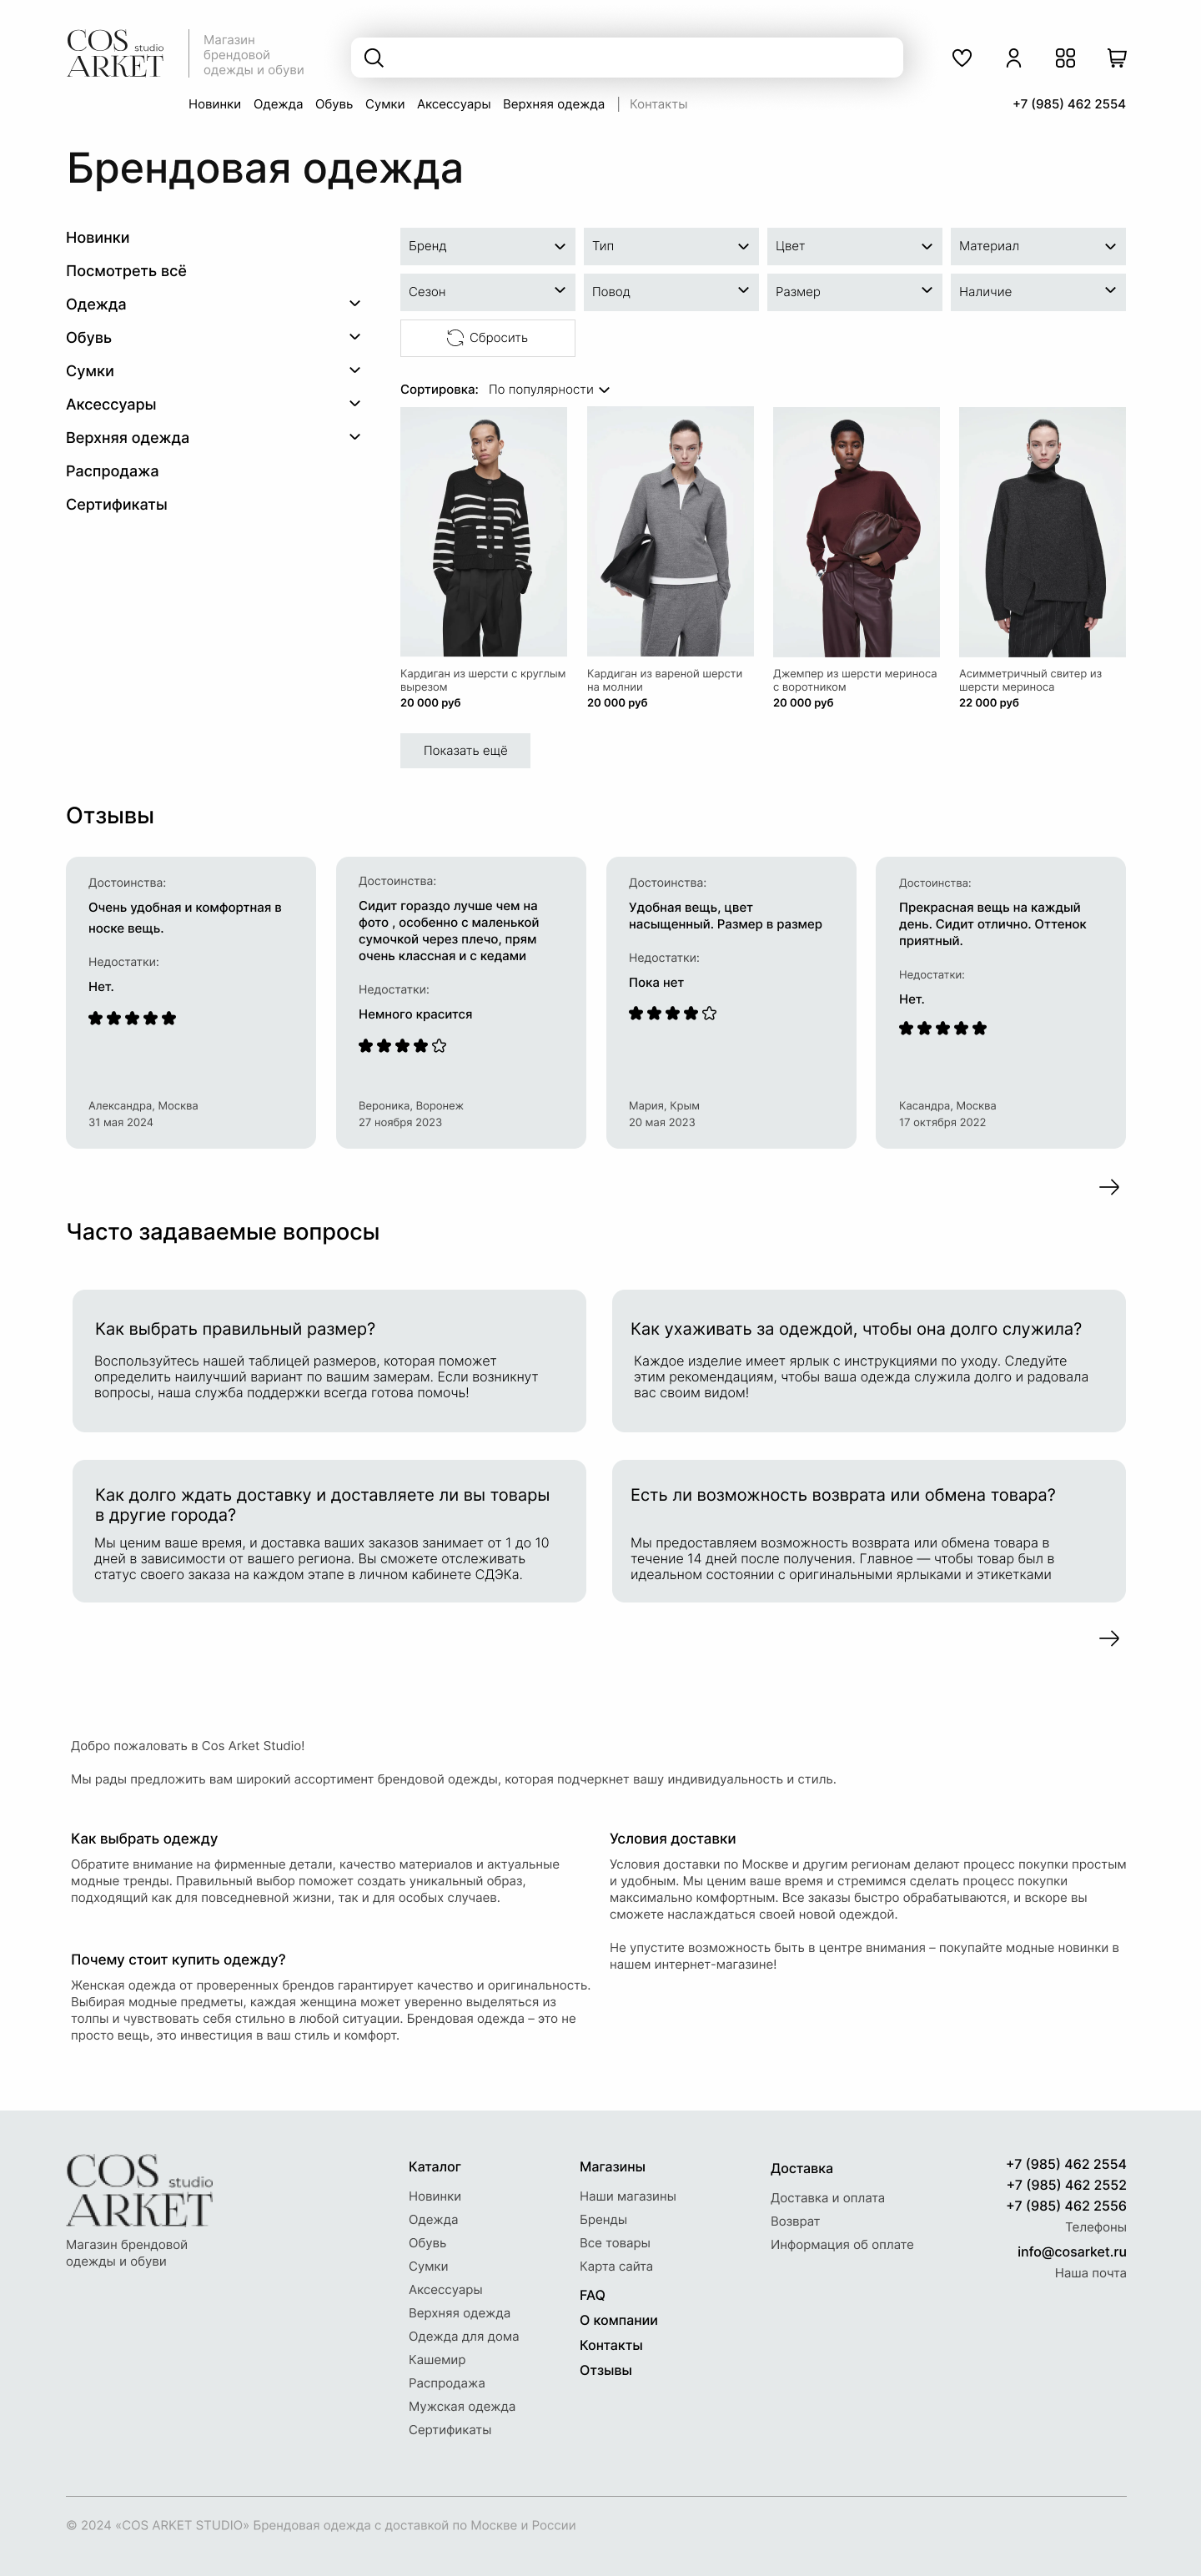 COS studio
ARKET
Магазин
брендовой
одежды и обуви
Новинки Одежда Обувь Сумки Аксессуары Верхняя одежда | Контакты
+7 (985) 462 2554
Брендовая одежда
Новинки
Посмотреть всё
Одежда
Обувь
Сумки
Аксессуары
Верхняя одежда
Распродажа
Сертификаты
Бренд
Тип
Цвет
Материал
Сезон
Повод
Размер
Наличие
Сбросить
Сортировка: По популярности
Кардиган из шерсти с круглым
вырезом
20 000 руб
Кардиган из вареной шерсти
на молнии
20 000 руб
Джемпер из шерсти мериноса
с воротником
20 000 руб
Асимметричный свитер из
шерсти мериноса
22 000 руб
Показать ещё
Отзывы
Достоинства:
Очень удобная и комфортная в
носке вещь.
Недостатки:
Нет.
Александра, Москва
31 мая 2024
Достоинства:
Сидит гораздо лучше чем на
фото , особенно с маленькой
сумочкой через плечо, прям
очень классная и с кедами
Недостатки:
Немного красится
Вероника, Воронеж
27 ноября 2023
Достоинства:
Удобная вещь, цвет
насыщенный. Размер в размер
Недостатки:
Пока нет
Мария, Крым
20 мая 2023
Достоинства:
Прекрасная вещь на каждый
день. Сидит отлично. Оттенок
приятный.
Недостатки:
Нет.
Касандра, Москва
17 октября 2022
Часто задаваемые вопросы
Как выбрать правильный размер?
Воспользуйтесь нашей таблицей размеров, которая поможет
определить наилучший вариант по вашим замерам. Если возникнут
вопросы, наша служба поддержки всегда готова помочь!
Как ухаживать за одеждой, чтобы она долго служила?
Каждое изделие имеет ярлык с инструкциями по уходу. Следуйте
этим рекомендациям, чтобы ваша одежда служила долго и радовала
вас своим видом!
Как долго ждать доставку и доставляете ли вы товары
в другие города?
Мы ценим ваше время, и доставка ваших заказов занимает от 1 до 10
дней в зависимости от вашего региона. Вы сможете отслеживать
статус своего заказа на каждом этапе в личном кабинете СДЭКа.
Есть ли возможность возврата или обмена товара?
Мы предоставляем возможность возврата или обмена товара в
течение 14 дней после получения. Главное — чтобы товар был в
идеальном состоянии с оригинальными ярлыками и этикетками
Добро пожаловать в Cos Arket Studio!
Мы рады предложить вам широкий ассортимент брендовой одежды, которая подчеркнет вашу индивидуальность и стиль.
Как выбрать одежду
Обратите внимание на фирменные детали, качество материалов и актуальные
модные тренды. Правильный выбор поможет создать уникальный образ,
подходящий как для повседневной жизни, так и для особых случаев.
Почему стоит купить одежду?
Женская одежда от проверенных брендов гарантирует качество и оригинальность.
Выбирая модные предметы, каждая женщина может уверенно выделяться из
толпы и чувствовать себя стильно в любой ситуации. Брендовая одежда – это не
просто вещь, это инвестиция в ваш стиль и комфорт.
Условия доставки
Условия доставки по Москве и другим регионам делают процесс покупки простым
и удобным. Мы ценим ваше время и стремимся сделать процесс покупки
максимально комфортным. Все заказы быстро обрабатываются, и вскоре вы
сможете наслаждаться своей новой одеждой.
Не упустите возможность быть в центре внимания – покупайте модные новинки в
нашем интернет-магазине!
COS studio
ARKET
Магазин брендовой
одежды и обуви
Каталог
Новинки
Одежда
Обувь
Сумки
Аксессуары
Верхняя одежда
Одежда для дома
Кашемир
Распродажа
Мужская одежда
Сертификаты
Магазины
Наши магазины
Бренды
Все товары
Карта сайта
FAQ
О компании
Контакты
Отзывы
Доставка
Доставка и оплата
Возврат
Информация об оплате
+7 (985) 462 2554
+7 (985) 462 2552
+7 (985) 462 2556
Телефоны
info@cosarket.ru
Наша почта
© 2024 «COS ARKET STUDIO» Брендовая одежда с доставкой по Москве и России